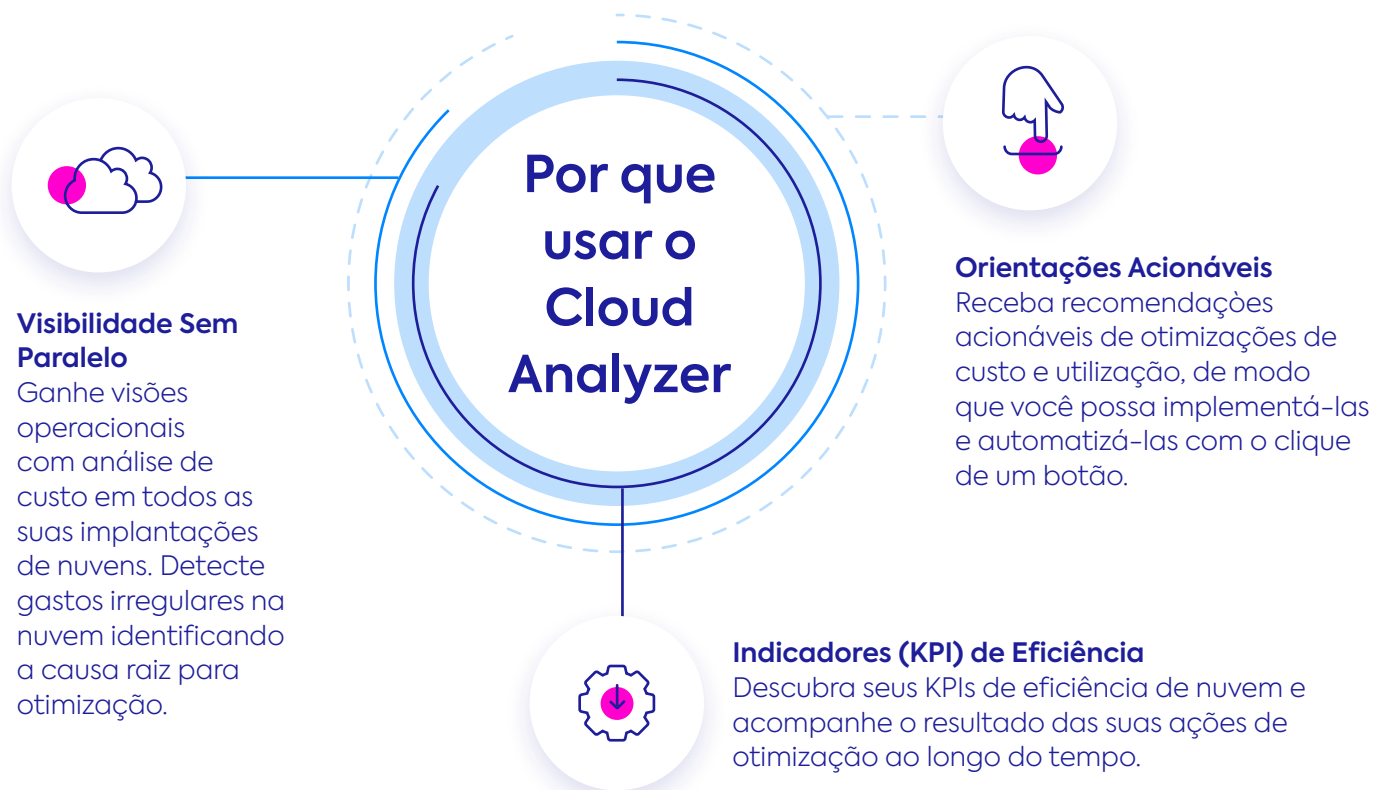 Por que
usar o
Cloud
Analyzer
Visibilidade Sem
Paralelo
Ganhe visões
operacionais
com análise de
custo em todos as
suas implantações
de nuvens. Detecte
gastos irregulares na
nuvem identificando
a causa raiz para
otimização.
Orientações Acionáveis
Receba recomendaçòes
acionáveis de otimizações de
custo e utilização, de modo
que você possa implementá-las
e automatizá-las com o clique
de um botão.
Indicadores (KPI) de Eficiência
Descubra seus KPIs de eficiência de nuvem e
acompanhe o resultado das suas ações de
otimização ao longo do tempo.